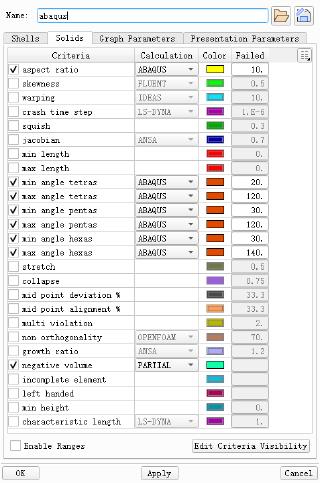 Name: abaqus
Shells Solids Graph Parameters Presentation Parameters
Criteria Calculation Color Failed
aspect ratio ABAQUS 10.
skewness FLUENT 0.5
warping IDEAS 10.
crash time step LS-DYNA 1.E-6
squish 0.3
jacobian ANSA 0.7
min length 0.
max length 0.
min angle tetras ABAQUS 20.
max angle tetras ABAQUS 120.
min angle pentas ABAQUS 30.
max angle pentas ABAQUS 120.
min angle hexas ABAQUS 30.
max angle hexas ABAQUS 140.
stretch 0.5
collapse 0.75
mid point deviation % 33.3
mid point alignment % 33.3
multi violation 2.
non orthogonality OPENFOAM 70.
growth ratio ANSA 1.2
negative volume PARTIAL
incomplete element
left handed
min height 0.
characteristic length LS-DYNA 1.
Enable Ranges Edit Criteria Visibility
OK Apply Cancel